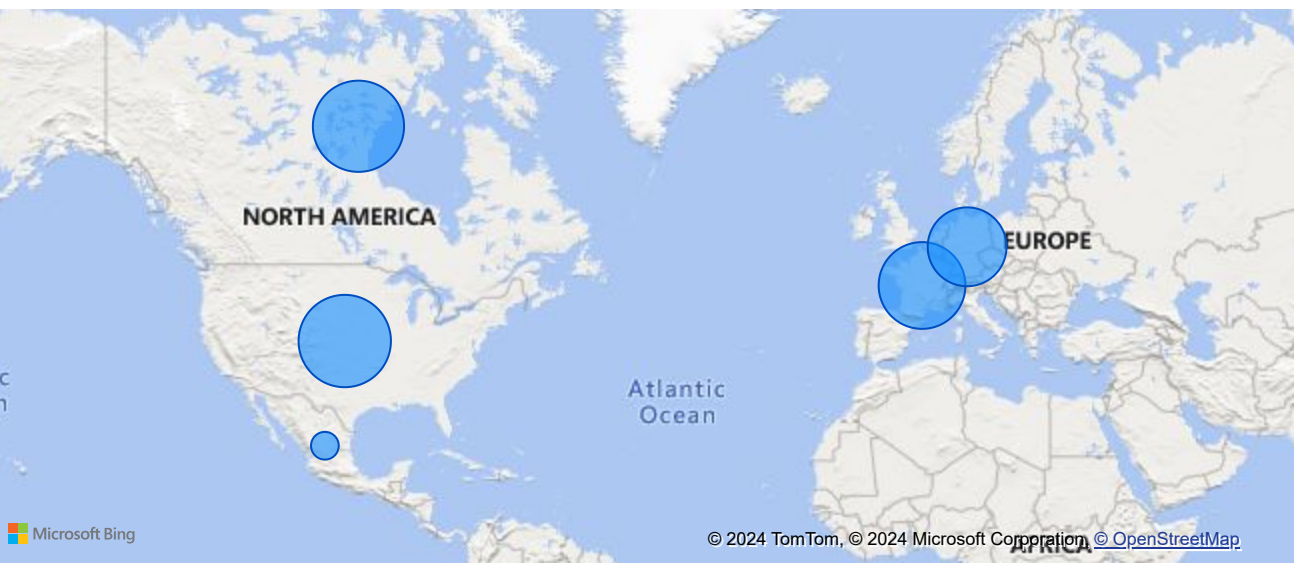 NORTH AMERICA
EUROPE
c
n
Atlantic
Ocean
Microsoft Bing
© 2024 TomTom, © 2024 Microsoft Corporation, © OpenStreetMap
AFRICA